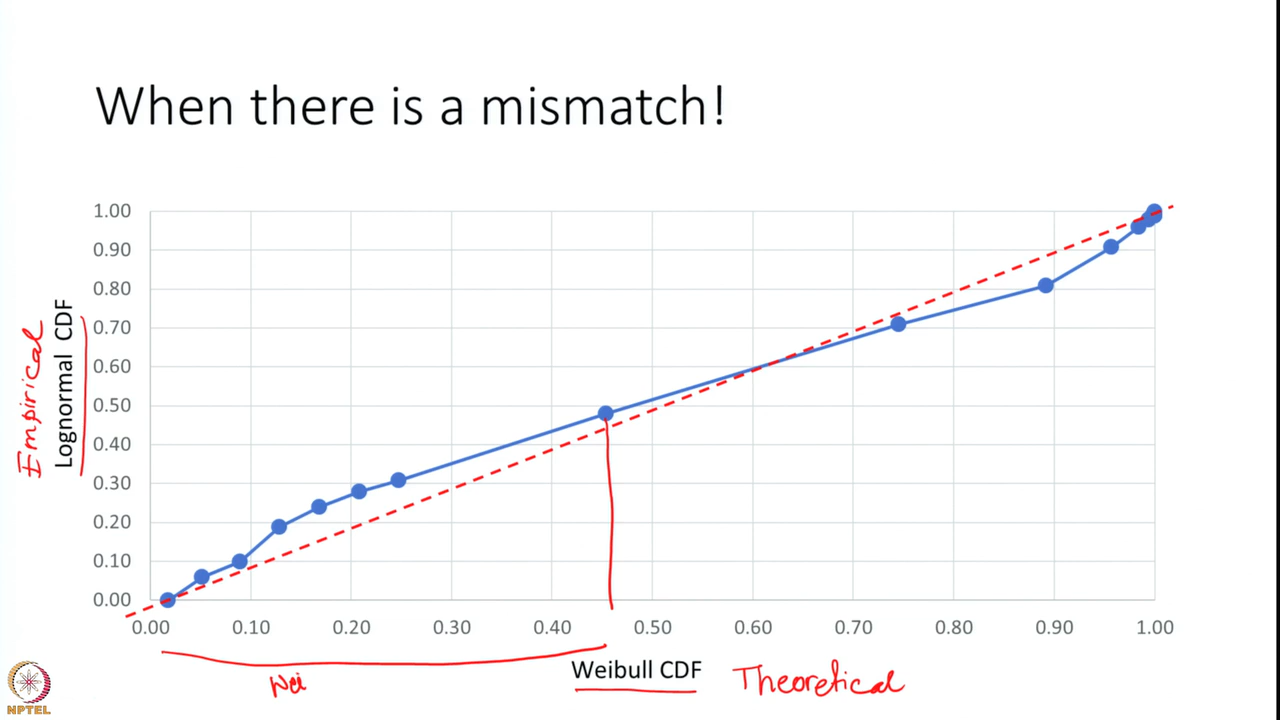 When there is a mismatch!
1.00
0.90
0.80
0.70
0.60
0.50
0.40
0.30
0.20
0.10
0.00
Empirical
Lognormal CDF
0.00 0.10 0.20 0.30 0.40 0.50 0.60 0.70 0.80 0.90 1.00
Weibull CDF Theoretical
Wei
NPTEL